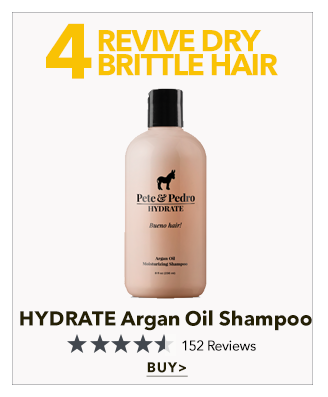 4 REVIVE DRY
BRITTLE HAIR
Pete & Pedro
HYDRATE
Bueno hair!
Argan Oil
Moisturizing Shampoo
HYDRATE Argan Oil Shampoo
152 Reviews
BUY>